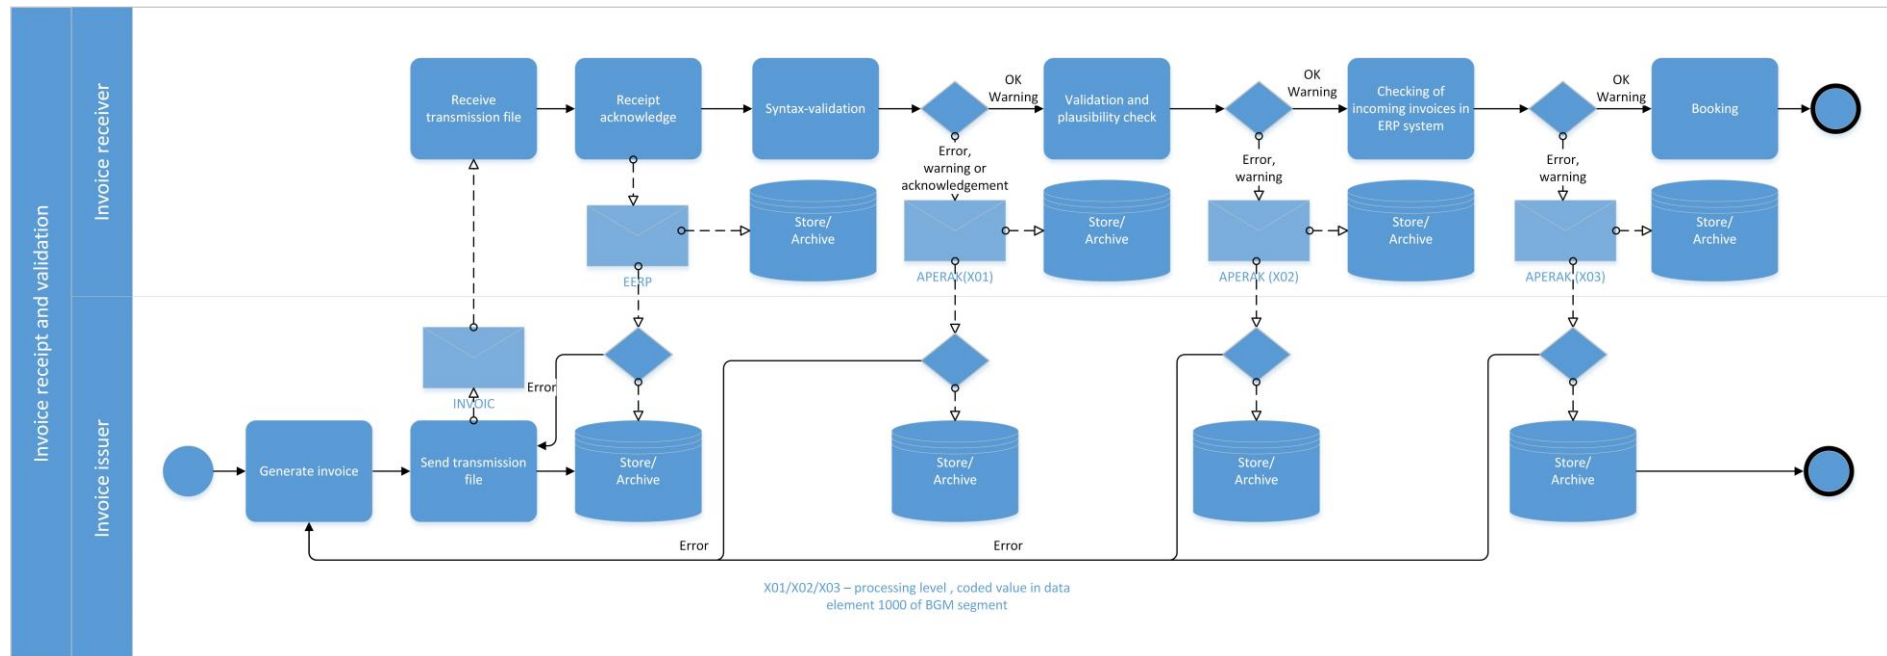 Invoice receipt and validation
Invoice receiver
Receive
transmission file
Receipt
acknowledge
Syntax-validation
OK
Warning
Validation and
plausibility check
OK
Warning
Checking of
incoming invoices in
ERP system
OK
Warning
Booking
Error,
warning or
acknowledgement
Error,
warning
Error,
warning
Store/
Archive
Store/
Archive
Store/
Archive
Store/
Archive
EERP
APERAK(X01)
APERAK (X02)
APERAK (X03)
Invoice issuer
INVOIC
Error
Generate invoice
Send transmission
file
Store/
Archive
Store/
Archive
Store/
Archive
Store/
Archive
Error
Error
X01/X02/X03 – processing level , coded value in data
element 1000 of BGM segment